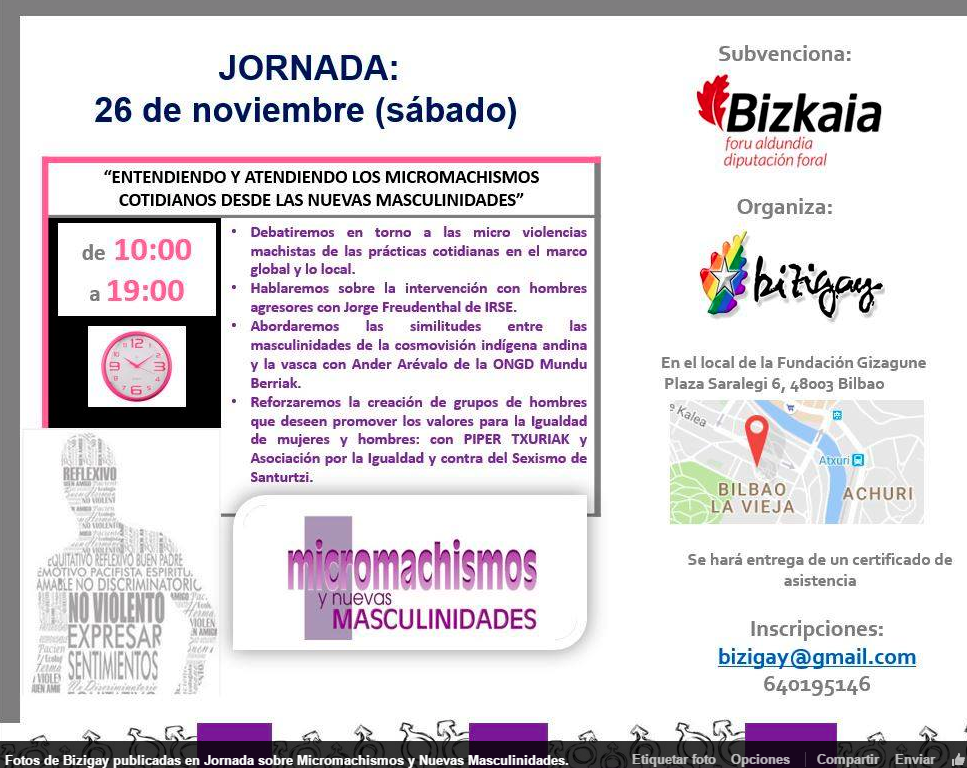 JORNADA:
26 de noviembre (sábado)
"ENTENDIENDO Y ATENDIENDO LOS MICROMACHISMOS
COTIDIANOS DESDE LAS NUEVAS MASCULINIDADES"
de 10:00
a 19:00
12
9 3
6
• Debatiremos en torno a las micro violencias
machistas de las prácticas cotidianas en el marco
global y lo local.
• Hablaremos sobre la intervención con hombres
agresores con Jorge Freudenthal de IRSE.
• Abordaremos las similitudes entre las
masculinidades de la cosmovisión indígena andina
y la vasca con Ander Arévalo de la ONGD Mundu
Berriak.
• Reforzaremos la creación de grupos de hombres
que deseen promover los valores para la Igualdad
de mujeres y hombres: con PIPER TXURIAK y
Asociación por la Igualdad y contra del Sexismo de
Santurtzi.
REFLEXIVO
EQUITATIVO REFLEXIVO BUEN PADRE
EMOTIVO PACIFISTA ESPIRITU
AMABLE NO DISCRIMINATORIO
NO VIOLENTO
EXPRESAR
SENTIMIENTOS
No Discriminatorio
micromachismos
y nuevas
MASCULINIDADES
Subvenciona:
Bizkaia
foru aldundia
diputación foral
Organiza:
bizigay
En el local de la Fundación Gizagune
Plaza Saralegi 6, 48003 Bilbao
e Kalea
Atxuri
BILBAO
LA VIEJA
ACHURI
Se hará entrega de un certificado de
asistencia
Inscripciones:
bizigay@gmail.com
640195146
Fotos de Bizigay publicadas en Jornada sobre Micromachismos y Nuevas Masculinidades.
Etiquetar foto Opciones Compartir Enviar